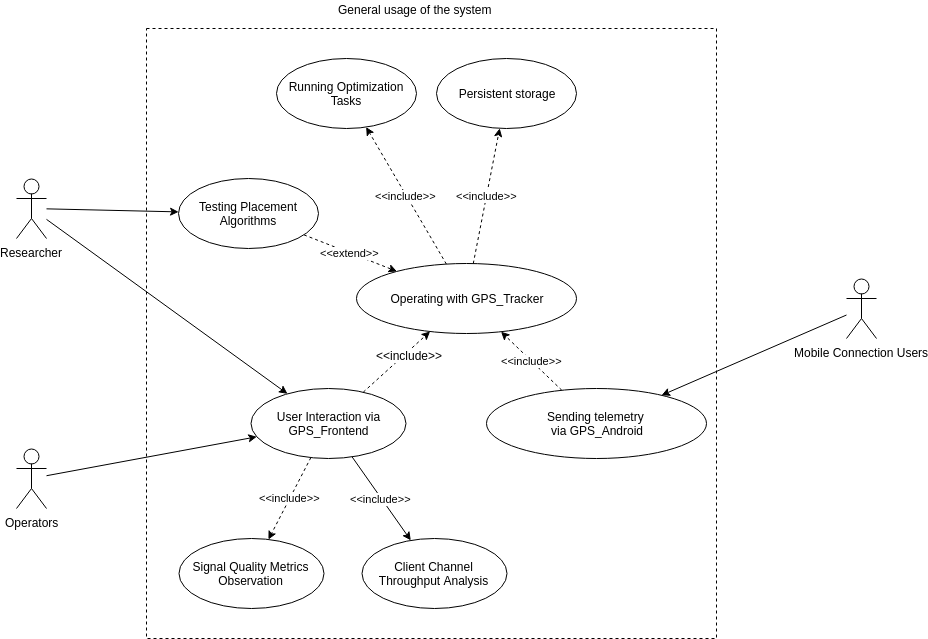 General usage of the system
Running Optimization
Tasks
Persistent storage
<<include>>
<<include>>
Testing Placement
Algorithms
Researcher
<<extend>>
Operating with GPS_Tracker
Mobile Connection Users
<<include>>
<<include>>
User Interaction via
GPS_Frontend
Sending telemetry
via GPS_Android
Operators
<<include>>
<<include>>
Signal Quality Metrics
Observation
Client Channel
Throughput Analysis